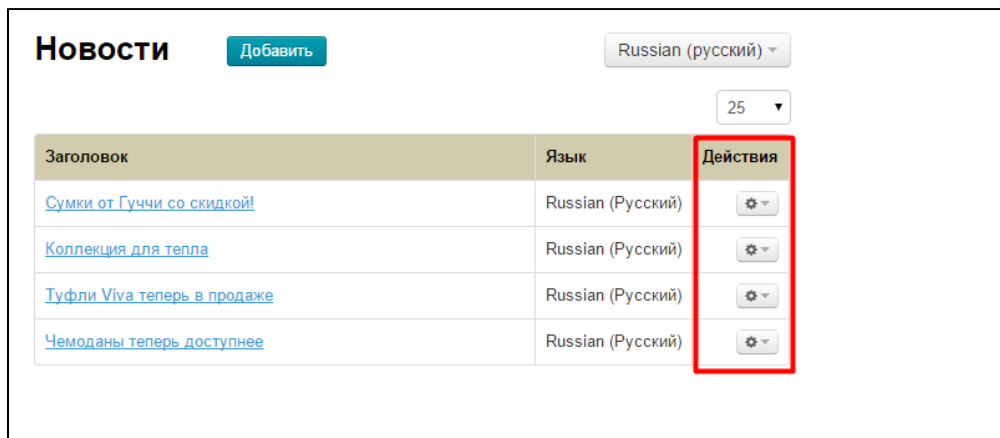 Новости Добавить Russian (русский)
25
Заголовок Язык Действия
Сумки от Гуччи со скидкой! Russian (Русский)
Коллекция для тепла Russian (Русский)
Туфли Viva теперь в продаже Russian (Русский)
Чемоданы теперь доступнее Russian (Русский)